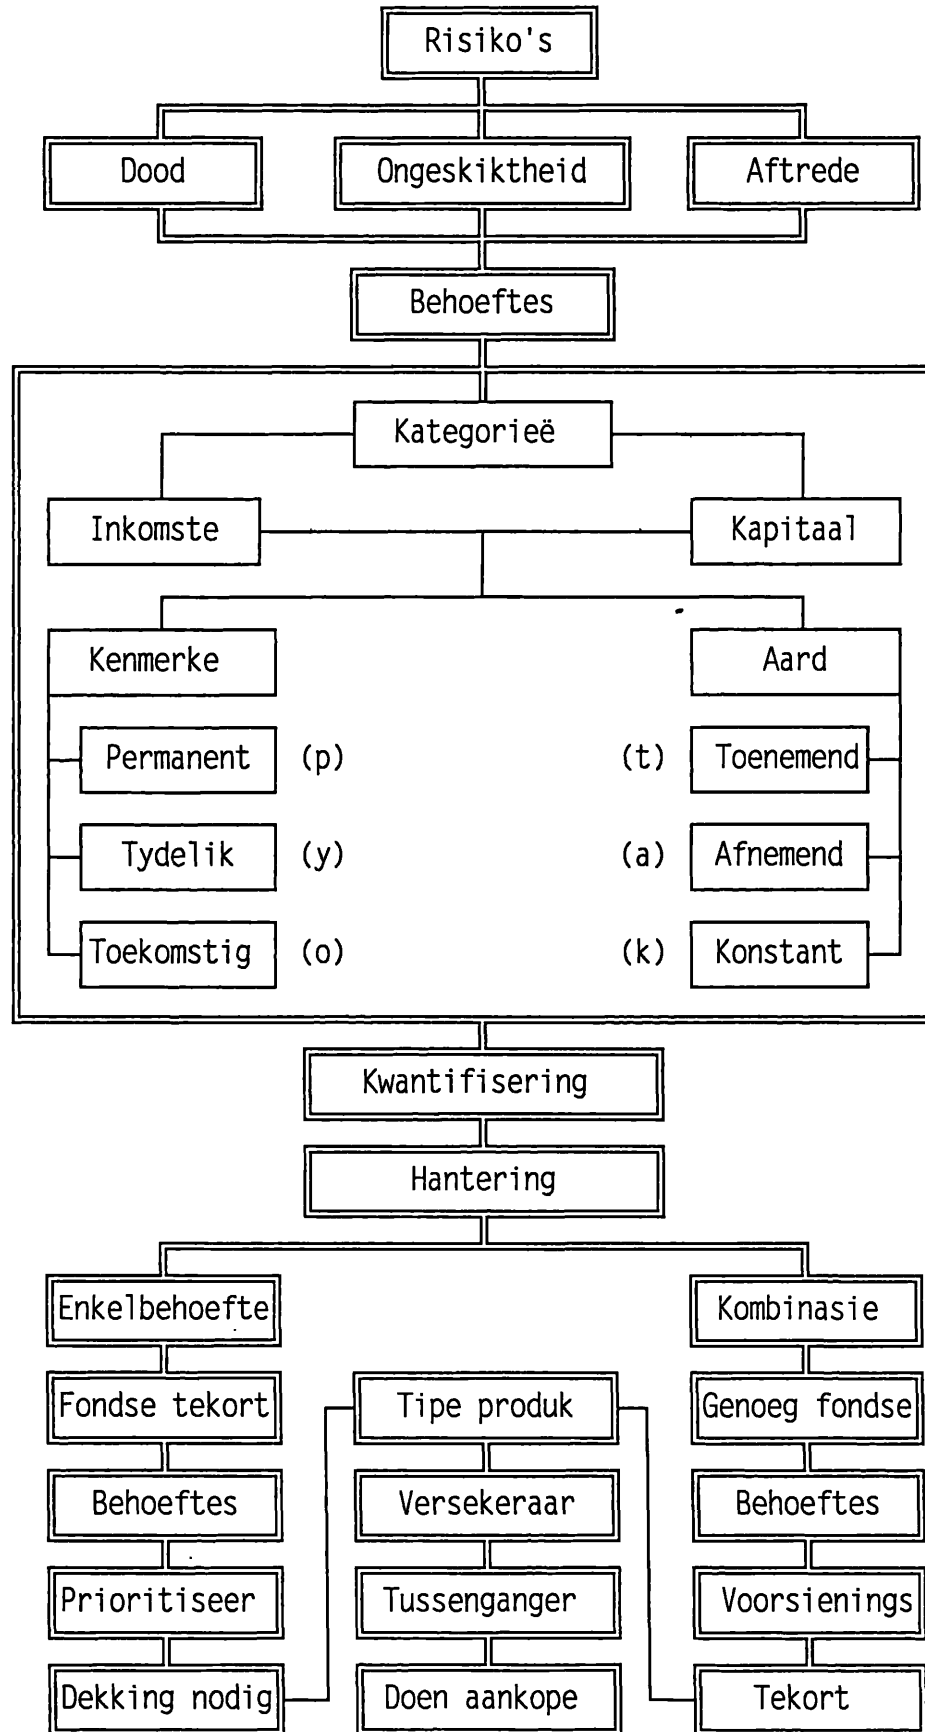 Risiko's
Dood Ongeskiktheid Aftrede
Behoeftes
Kategorieë
Inkomste Kapitaal
Kenmerke Aard
Permanent (p) (t) Toenemend
Tydelik (y) (a) Afnemend
Toekomstig (o) (k) Konstant
Kwantifisering
Hantering
Enkelbehoefte Kombinasie
Fondse tekort Tipe produk Genoeg fondse
Behoeftes Versekeraar Behoeftes
Prioritiseer Tussenganger Voorsienings
Dekking nodig Doen aankope Tekort